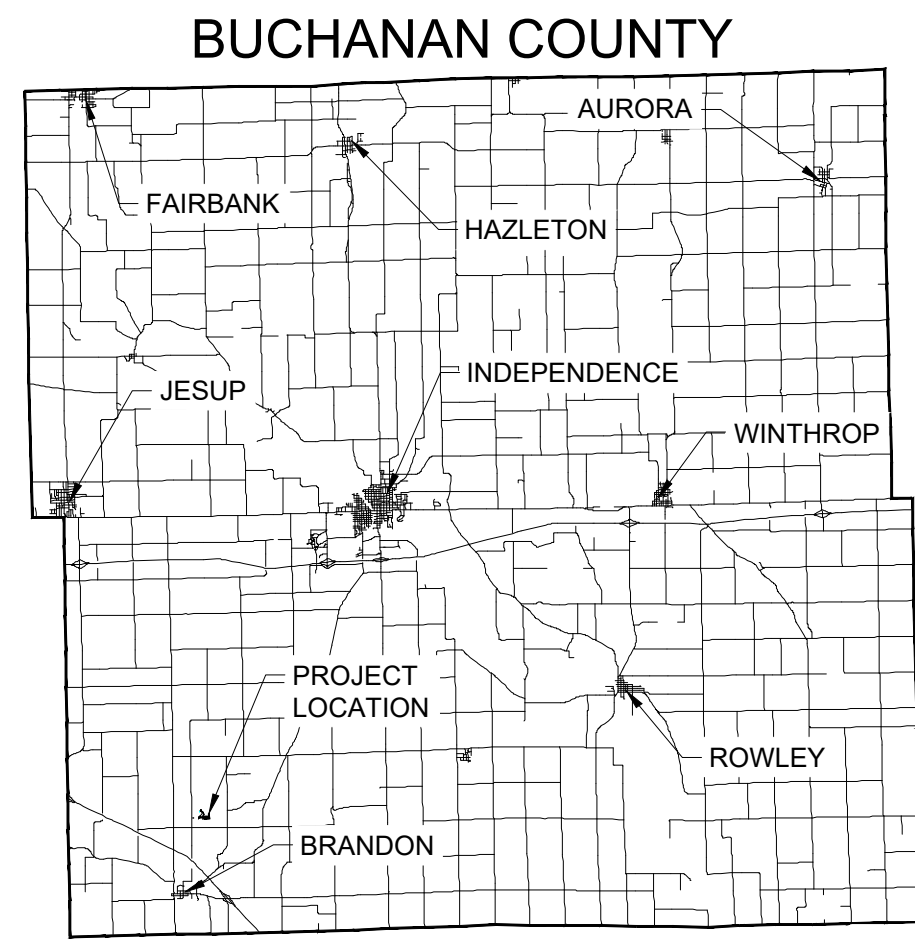 BUCHANAN COUNTY
AURORA
FAIRBANK
HAZLETON
INDEPENDENCE
JESUP
WINTHROP
PROJECT
LOCATION
ROWLEY
BRANDON